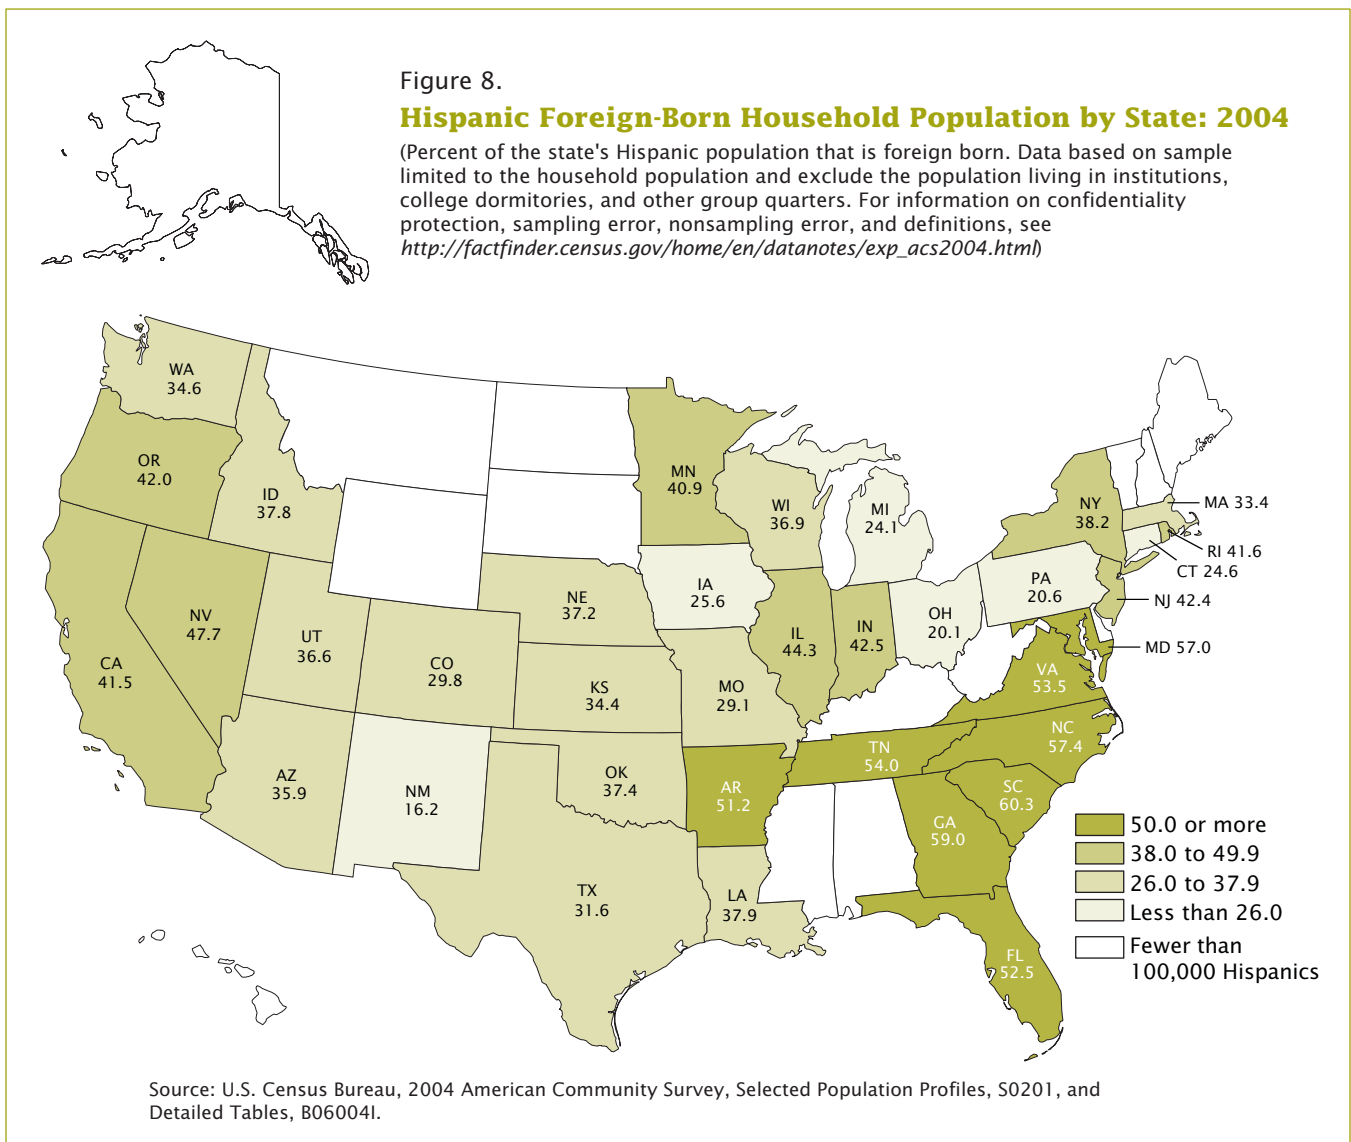 Figure 8.
Hispanic Foreign-Born Household Population by State: 2004
(Percent of the state's Hispanic population that is foreign born. Data based on sample
limited to the household population and exclude the population living in institutions,
college dormitories, and other group quarters. For information on confidentiality
protection, sampling error, nonsampling error, and definitions, see
http://factfinder.census.gov/home/en/datanotes/exp_acs2004.html)
WA
34.6
OR
42.0
ID
37.8
MN
40.9
WI
36.9
MI
24.1
NY
38.2
MA 33.4
RI 41.6
CT 24.6
NJ 42.4
MD 57.0
PA
20.6
OH
20.1
IN
42.5
IL
44.3
IA
25.6
NE
37.2
NV
47.7
UT
36.6
CA
41.5
CO
29.8
KS
34.4
MO
29.1
VA
53.5
NC
57.4
TN
54.0
SC
60.3
GA
59.0
AR
51.2
OK
37.4
NM
16.2
AZ
35.9
TX
31.6
LA
37.9
FL
52.5
50.0 or more
38.0 to 49.9
26.0 to 37.9
Less than 26.0
Fewer than
100,000 Hispanics
Source: U.S. Census Bureau, 2004 American Community Survey, Selected Population Profiles, S0201, and
Detailed Tables, B06004I.